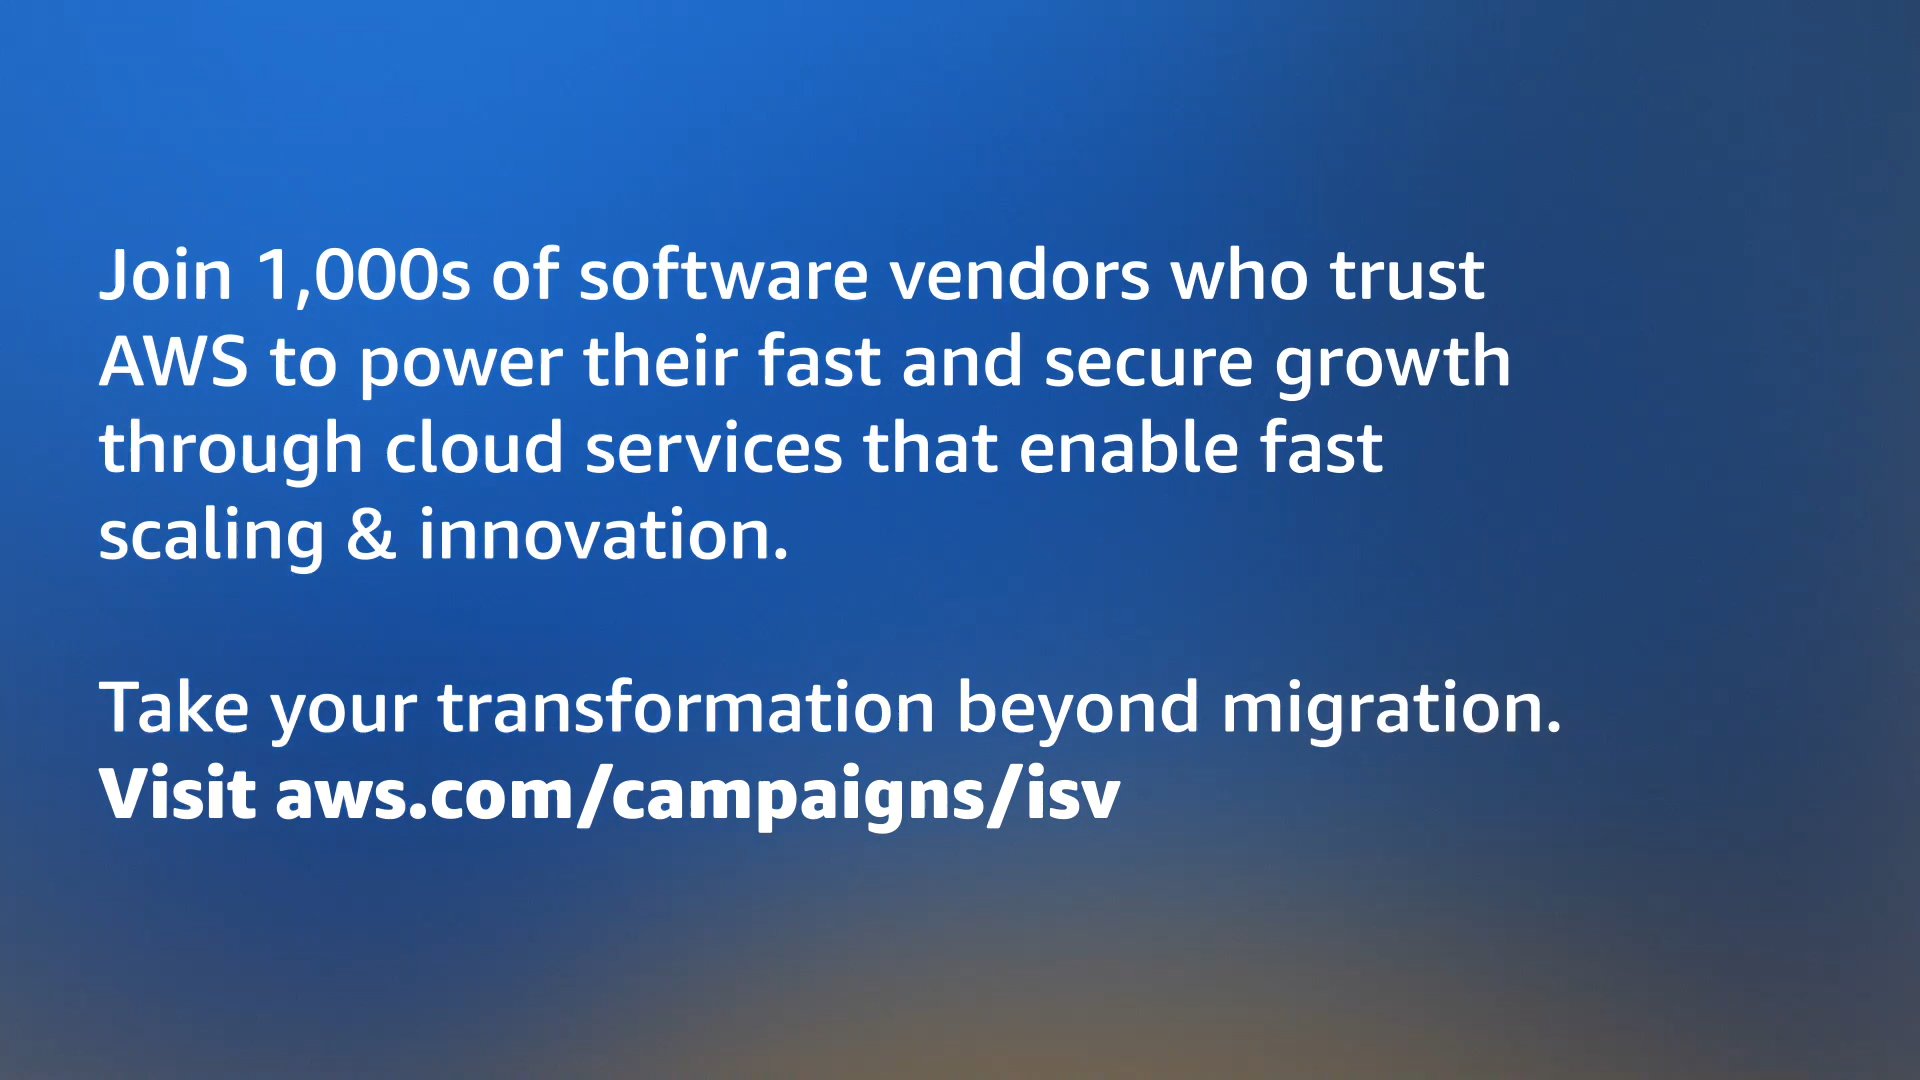 Join 1,000s of software vendors who trust
AWS to power their fast and secure growth
through cloud services that enable fast
scaling & innovation.
Take your transformation beyond migration.
Visit aws.com/campaigns/isv